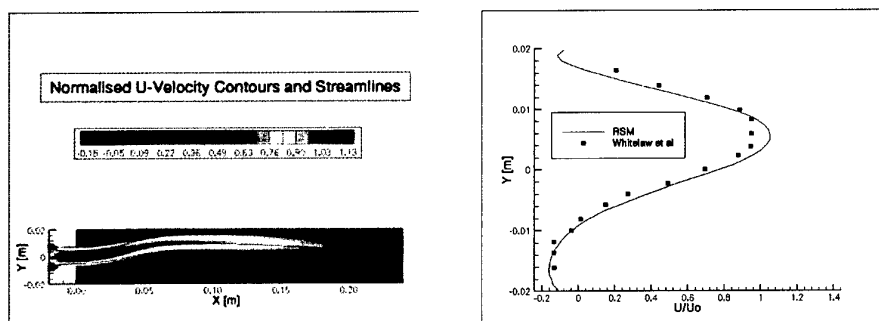 Normalised U-Velocity Contours and Streamlines
-0.18 -0.05 0.09 0.22 0.36 0.49 0.63 0.76 0.90 1.03 1.13
Y [m]
0.02
0
-0.02
0.00 0.05 0.10 0.15 0.20
X [m]
Y [m]
0.02
0.01
0
-0.01
-0.02
RSM
Whitelaw et al
-0.2 0 0.2 0.4 0.6 0.8 1 1.2 1.4
U/Uo